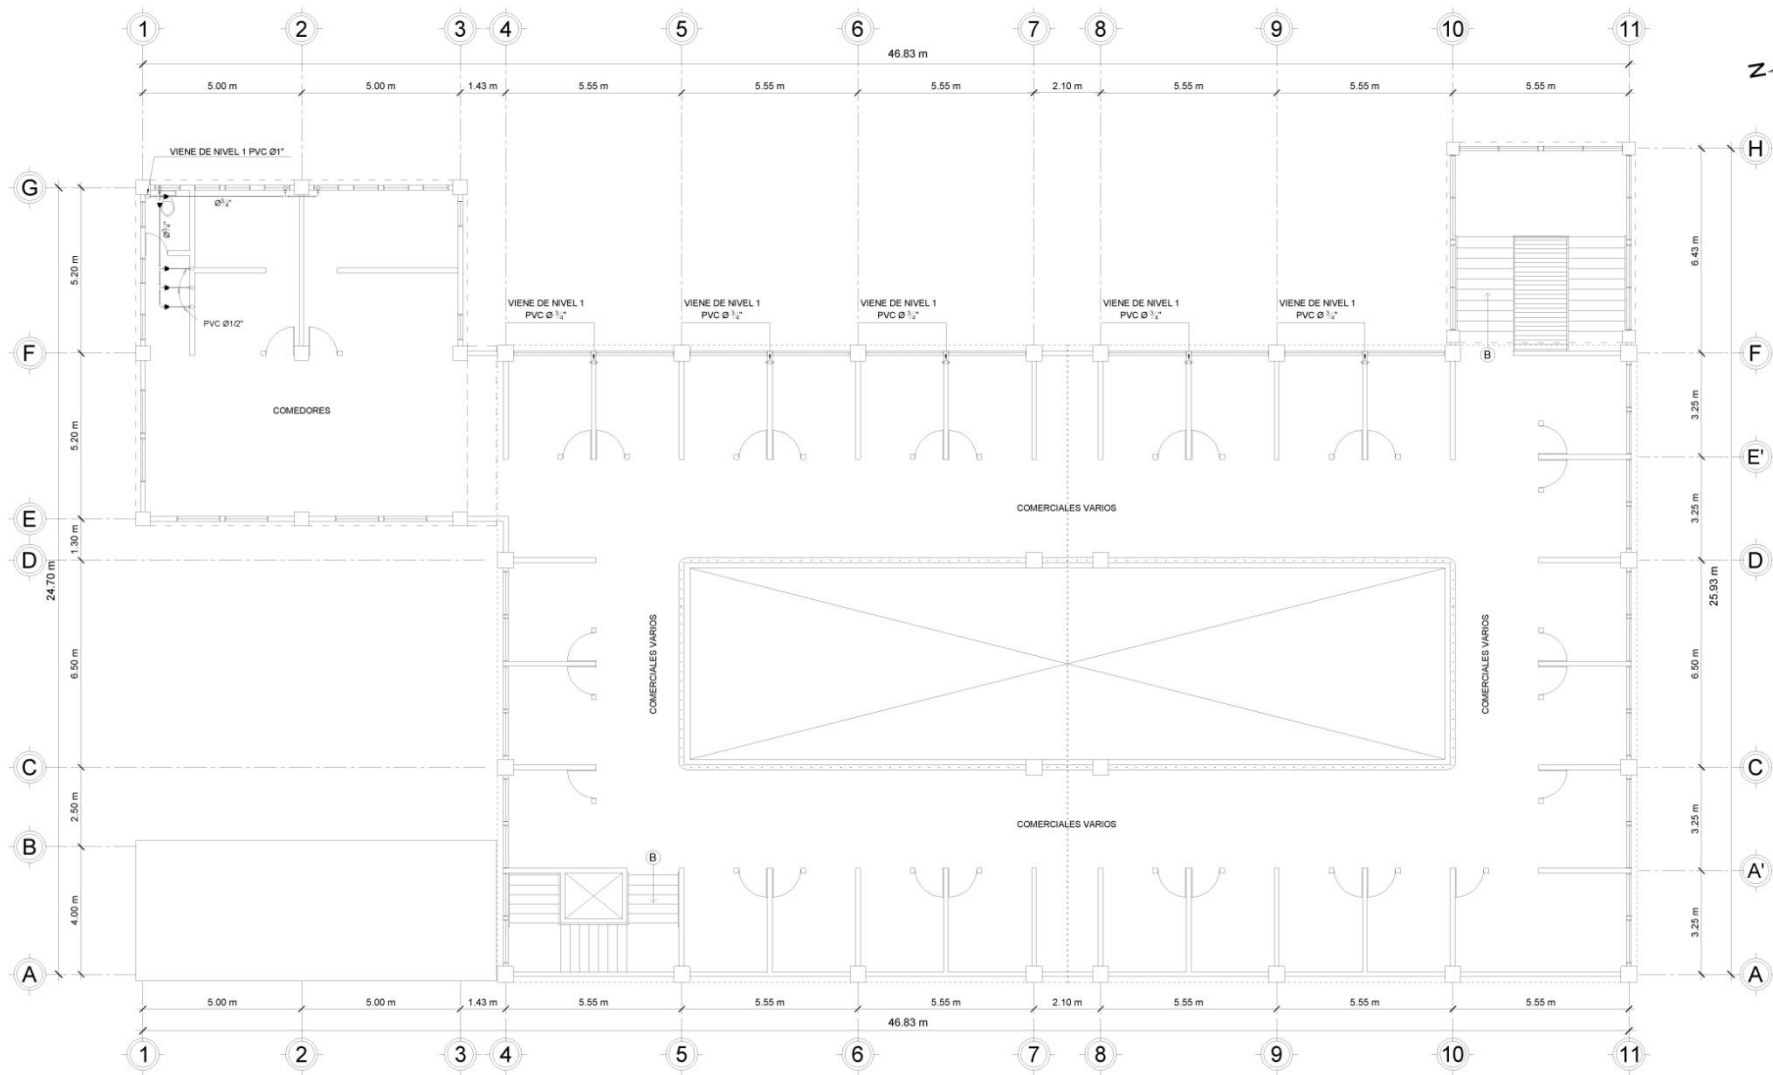 1 2 3 4 5 6 7 8 9 10 11
46.83 m
5.00 m 5.00 m 1.43 m 5.55 m 5.55 m 5.55 m 2.10 m 5.55 m 5.55 m 5.55 m
N
VIENE DE NIVEL 1 PVC Ø1"
G
H
Ø3/4"
Ø3/4"
5.20 m
6.43 m
PVC Ø1/2"
VIENE DE NIVEL 1
PVC Ø 3/4"
VIENE DE NIVEL 1
PVC Ø 3/4"
VIENE DE NIVEL 1
PVC Ø 3/4"
VIENE DE NIVEL 1
PVC Ø 3/4"
VIENE DE NIVEL 1
PVC Ø 3/4"
B
F
F
COMEDORES
5.20 m
3.25 m
E'
COMERCIALES VARIOS
3.25 m
E
1.30 m
D
D
24.70 m
25.93 m
6.50 m
COMERCIALES VARIOS
COMERCIALES VARIOS
6.50 m
C
C
2.50 m
COMERCIALES VARIOS
3.25 m
B
B
A'
4.00 m
3.25 m
A
A
5.00 m 5.00 m 1.43 m 5.55 m 5.55 m 5.55 m 2.10 m 5.55 m 5.55 m 5.55 m
46.83 m
1 2 3 4 5 6 7 8 9 10 11